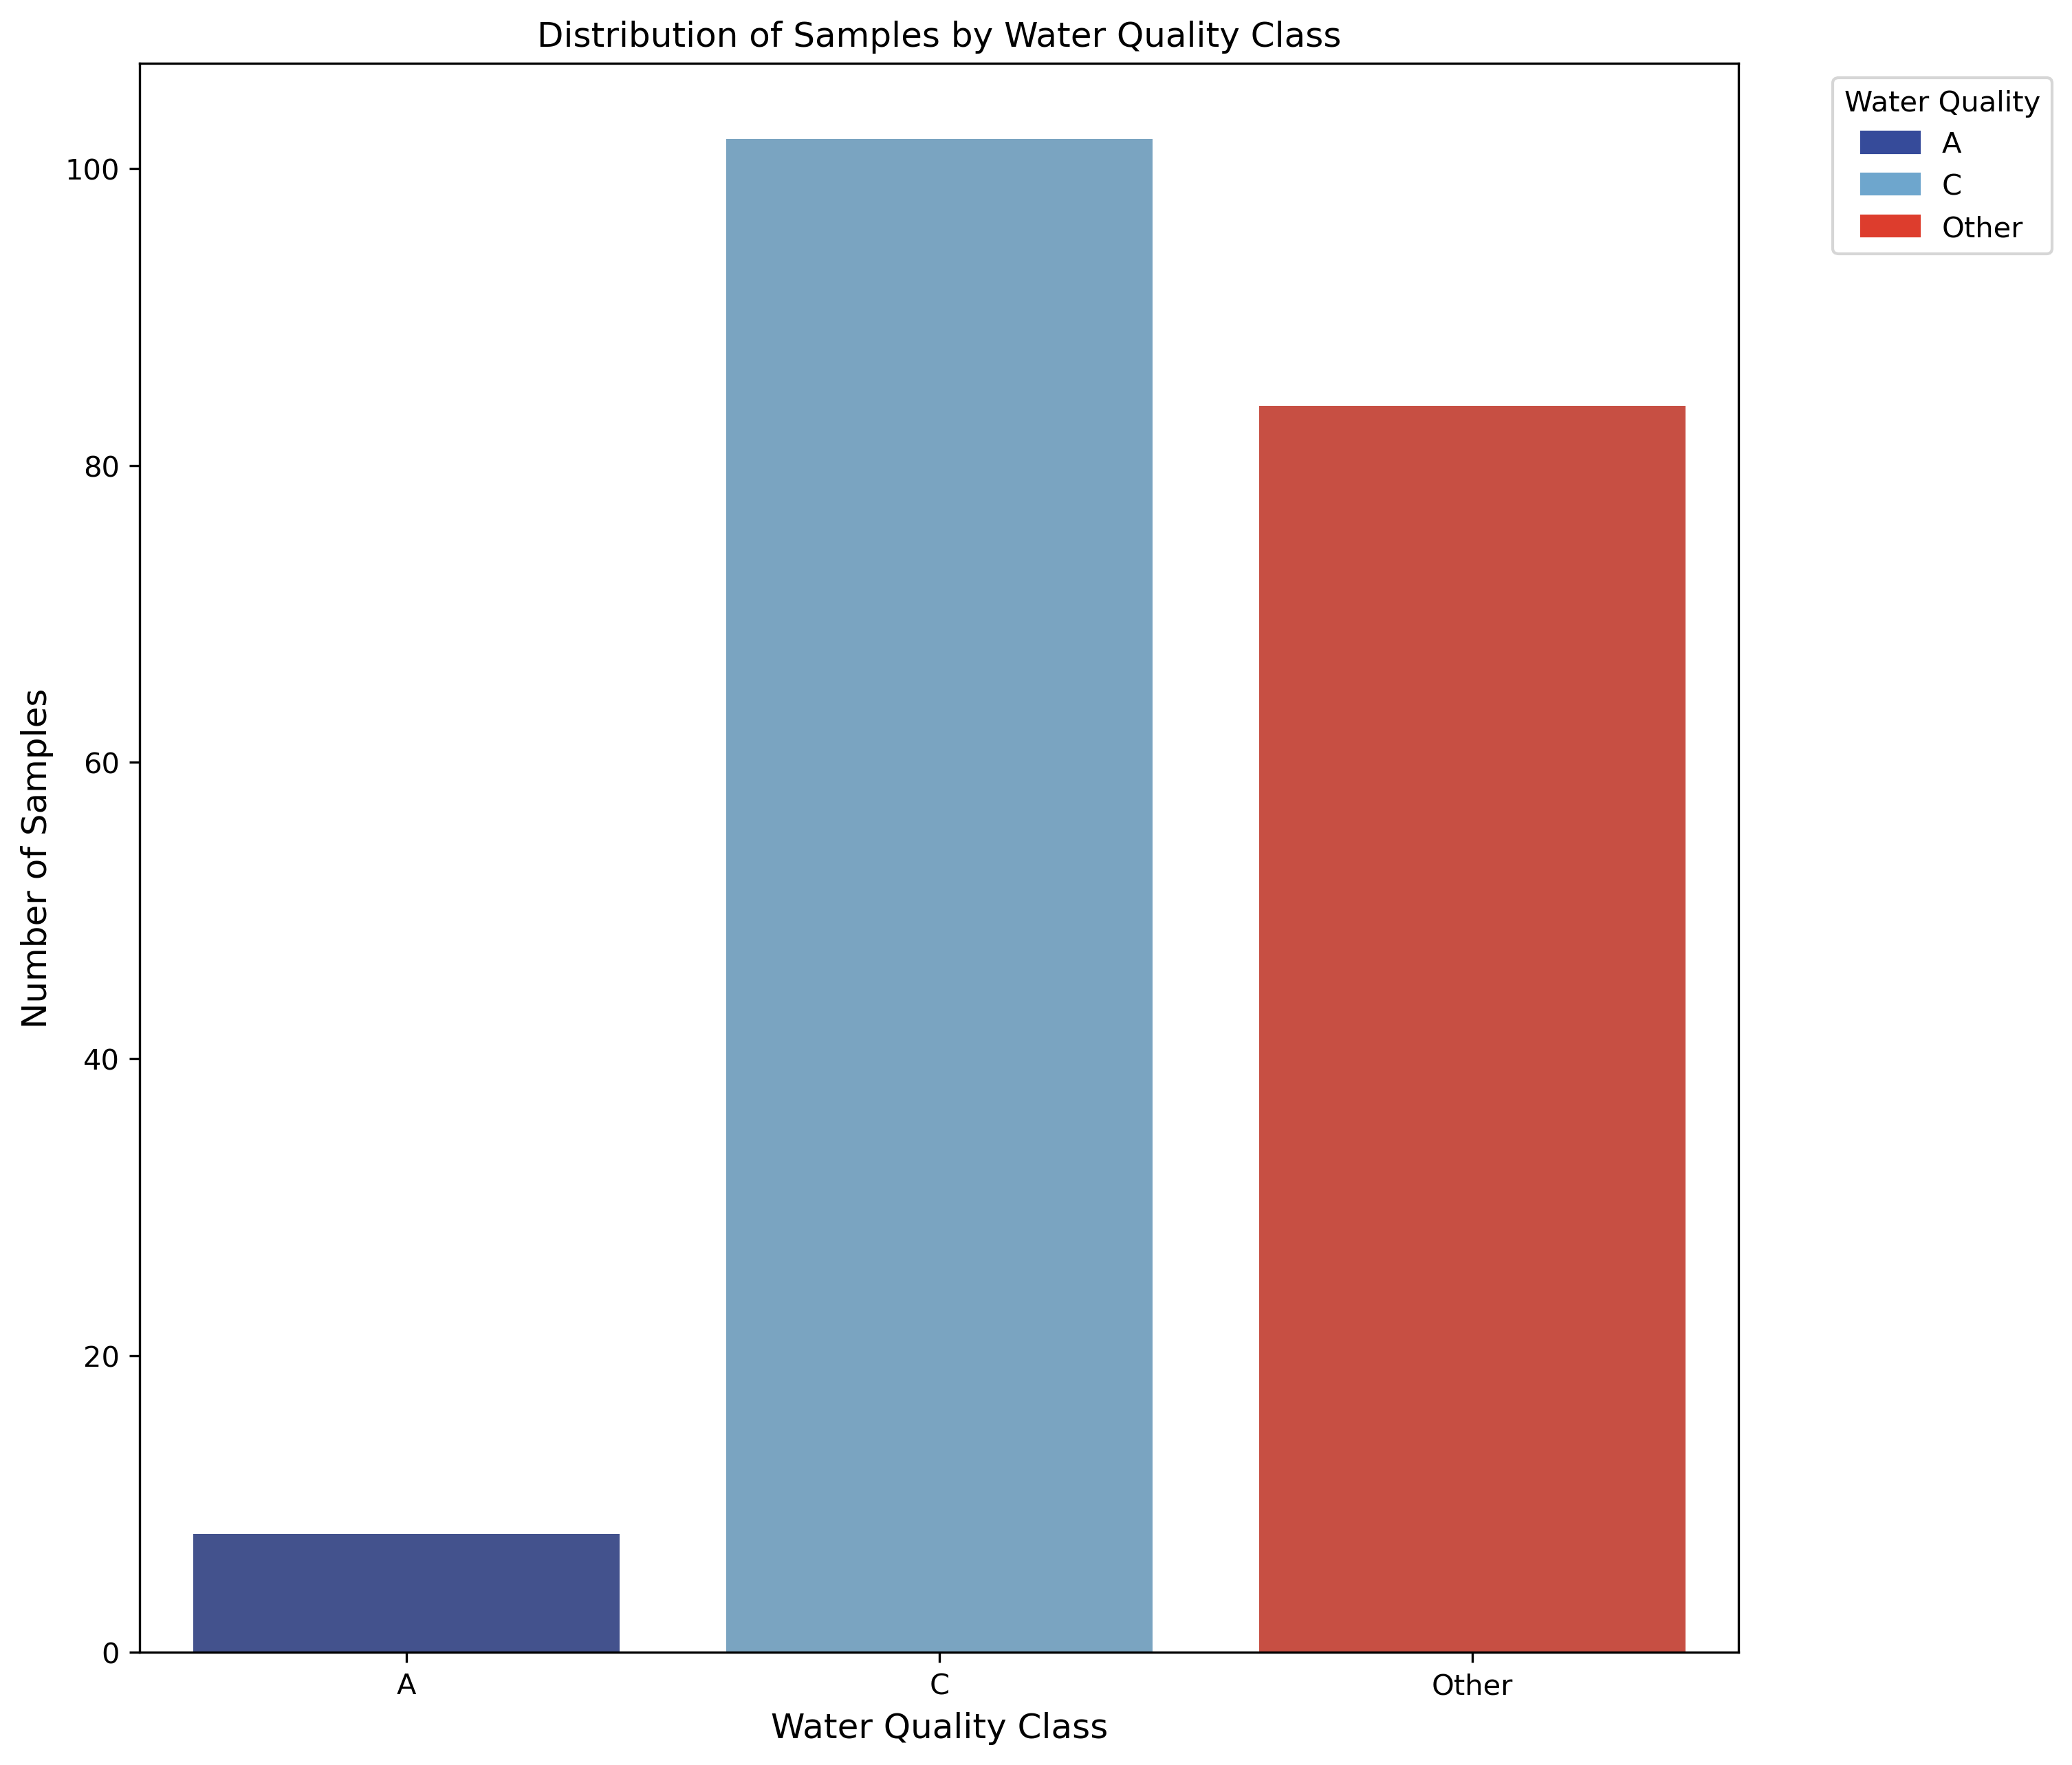 Distribution of Samples by Water Quality Class
Water Quality
A
C
Other
100
80
60
40
20
0
Number of Samples
A
C
Other
Water Quality Class